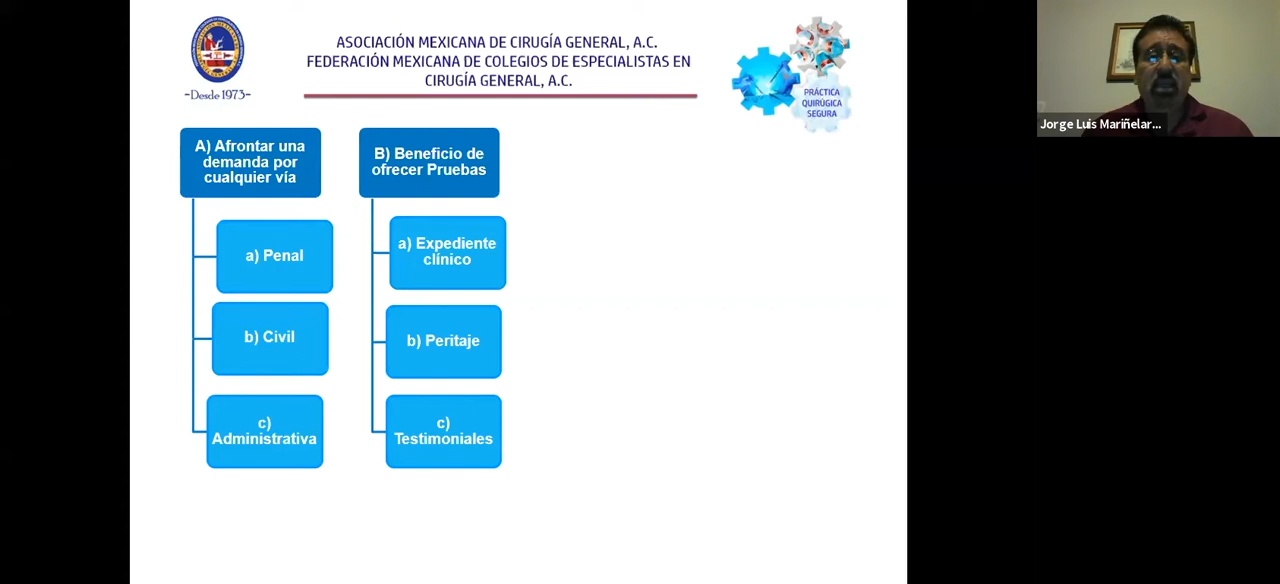 ASOCIACIÓN MEXICANA DE CIRUGÍA GENERAL, A.C.
FEDERACIÓN MEXICANA DE COLEGIOS DE ESPECIALISTAS EN
CIRUGÍA GENERAL, A.C.
-Desde 1973-
PRÁCTICA
QUIRÚGICA
SEGURA
Jorge Luis Mariñelar...
A) Afrontar una
demanda por
cualquier vía
a) Penal
b) Civil
c)
Administrativa
B) Beneficio de
ofrecer Pruebas
a) Expediente
clínico
b) Peritaje
c)
Testimoniales